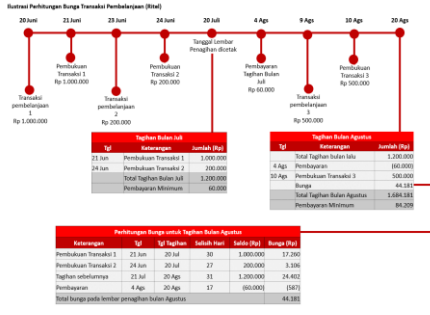 Ilustrasi Perhitungan Bunga Transaksi Pembelanjaan (Ritel)
20 Juni 21 Juni 23 Juni 24 Juni 20 Juli 4 Ags 9 Ags 10 Ags 20 Ags
Tanggal Lembar
Penagihan dicetak
Pembukuan
Transaksi 1
Rp 1.000.000
Pembukuan
Transaksi 2
Rp 200.000
Pembayaran
Tagihan Bulan
Juli
Rp 60.000
Pembukuan
Transaksi 3
Rp 500.000
Transaksi
pembelanjaan
1
Rp 1.000.000
Transaksi
pembelanjaan
2
Rp 200.000
Transaksi
pembelanjaan
3
Rp 500.000
Tagihan Bulan Juli
Tgl Keterangan Jumlah (Rp)
21 Jun Pembukuan Transaksi 1 1.000.000
24 Jun Pembukuan Transaksi 2 200.000
Total Tagihan Bulan Juli 1.200.000
Pembayaran Minimum 60.000
Tagihan Bulan Agustus
Tgl Keterangan Jumlah (Rp)
Total Tagihan bulan lalu 1.200.000
4 Ags Pembayaran (60.000)
10 Ags Pembukuan Transaksi 3 500.000
Bunga 44.181
Total Tagihan Bulan Agustus 1.684.181
Pembayaran Minimum 84.209
Perhitungan Bunga untuk Tagihan Bulan Agustus
Keterangan Tgl Tgl Tagihan Selisih Hari Saldo (Rp) Bunga (Rp)
Pembukuan Transaksi 1 21 Jun 20 Jul 30 1.000.000 17.260
Pembukuan Transaksi 2 24 Jun 20 Jul 27 200.000 3.106
Tagihan sebelumnya 21 Jul 20 Ags 31 1.200.000 24.402
Pembayaran 4 Ags 20 Ags 17 (60.000) (587)
Total bunga pada lembar penagihan bulan Agustus 44.181